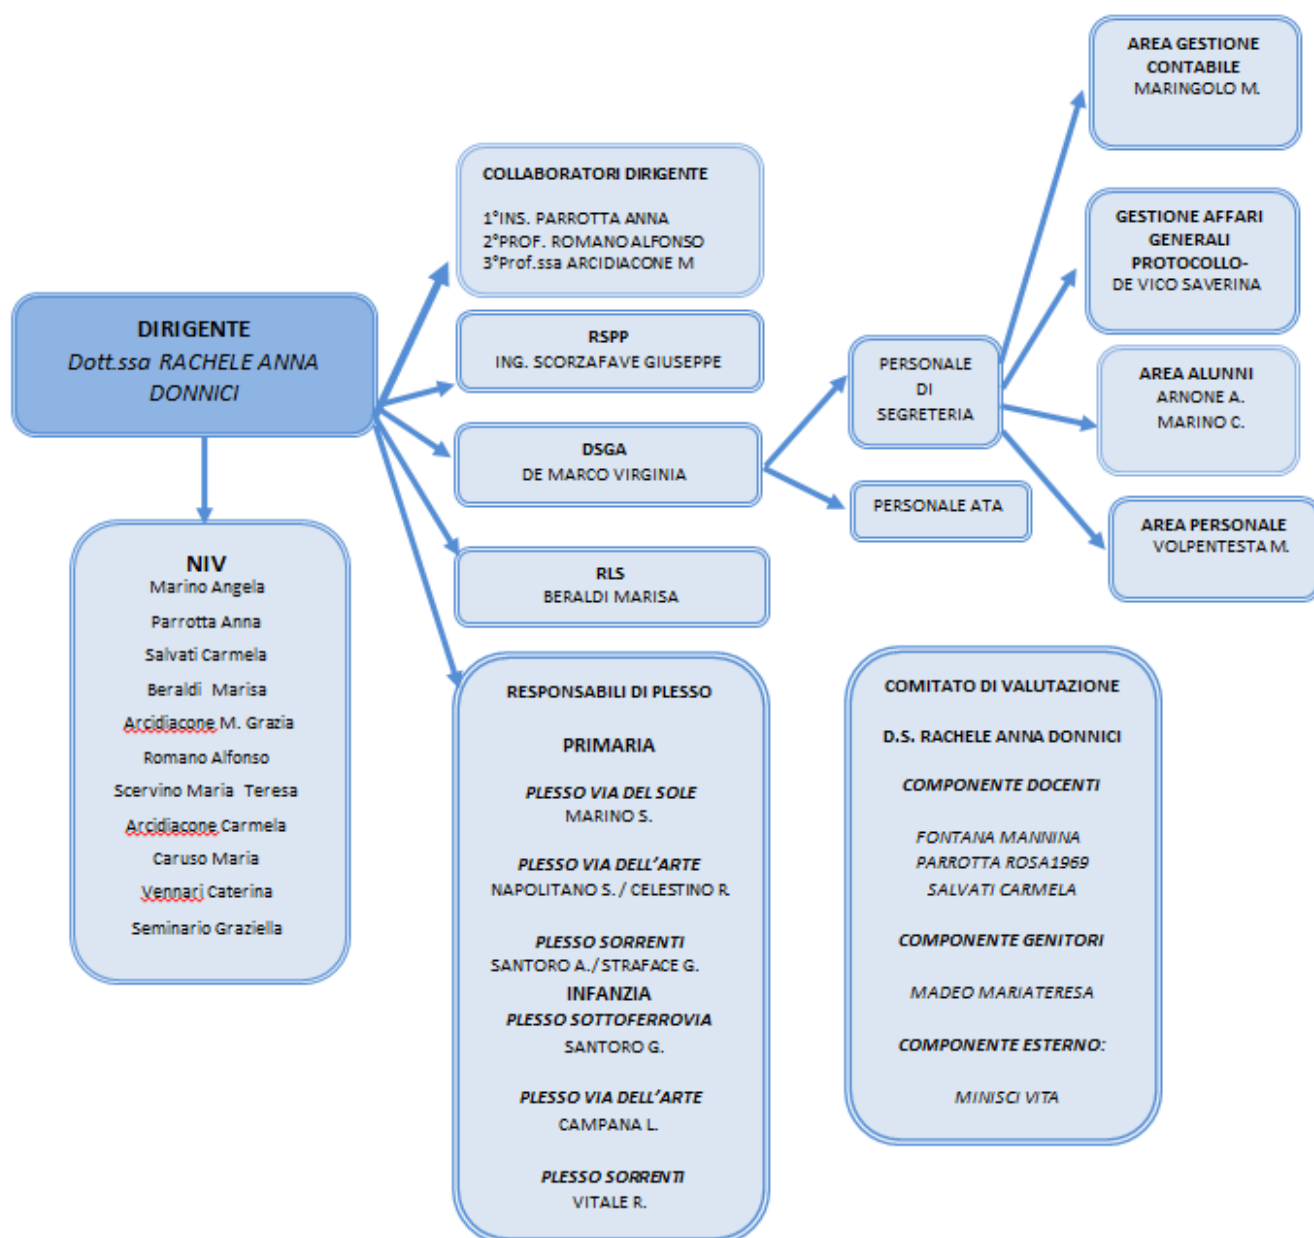 DIRIGENTE
Dott.ssa RACHELE ANNA
DONNICI
NIV
Marino Angela
Parrotta Anna
Salvati Carmela
Beraldi Marisa
Arcidiacone M. Grazia
Romano Alfonso
Scervino Maria Teresa
Arcidiacone Carmela
Caruso Maria
Vennari Caterina
Seminario Graziella
COLLABORATORI DIRIGENTE
1°INS. PARROTTA ANNA
2°PROF. ROMANO ALFONSO
3°Prof.ssa ARCIDIACONE M
RSPP
ING. SCORZAFAVE GIUSEPPE
DSGA
DE MARCO VIRGINIA
RLS
BERALDI MARISA
RESPONSABILI DI PLESSO
PRIMARIA
PLESSO VIA DEL SOLE
MARINO S.
PLESSO VIA DELL'ARTE
NAPOLITANO S. / CELESTINO R.
PLESSO SORRENTI
SANTORO A./STRAFACE G.
INFANZIA
PLESSO SOTTOFERROVIA
SANTORO G.
PLESSO VIA DELL'ARTE
CAMPANA L.
PLESSO SORRENTI
VITALE R.
PERSONALE
DI
SEGRETERIA
PERSONALE ATA
AREA GESTIONE
CONTABILE
MARINGOLO M.
GESTIONE AFFARI
GENERALI
PROTOCOLLO-
DE VICO SAVERINA
AREA ALUNNI
ARNONE A.
MARINO C.
AREA PERSONALE
VOLPENTESTA M.
COMITATO DI VALUTAZIONE
D.S. RACHELE ANNA DONNICI
COMPONENTE DOCENTI
FONTANA MANNINA
PARROTTA ROSA1969
SALVATI CARMELA
COMPONENTE GENITORI
MADEO MARIATERESA
COMPONENTE ESTERNO:
MINISCI VITA